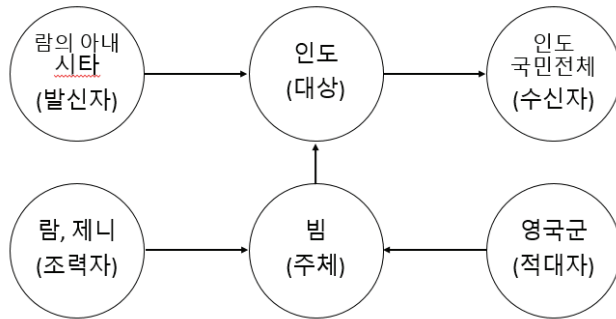 람의 아내
시타
(발신자)
인도
(대상)
인도
국민전체
(수신자)
람, 제니
(조력자)
빔
(주체)
영국군
(적대자)